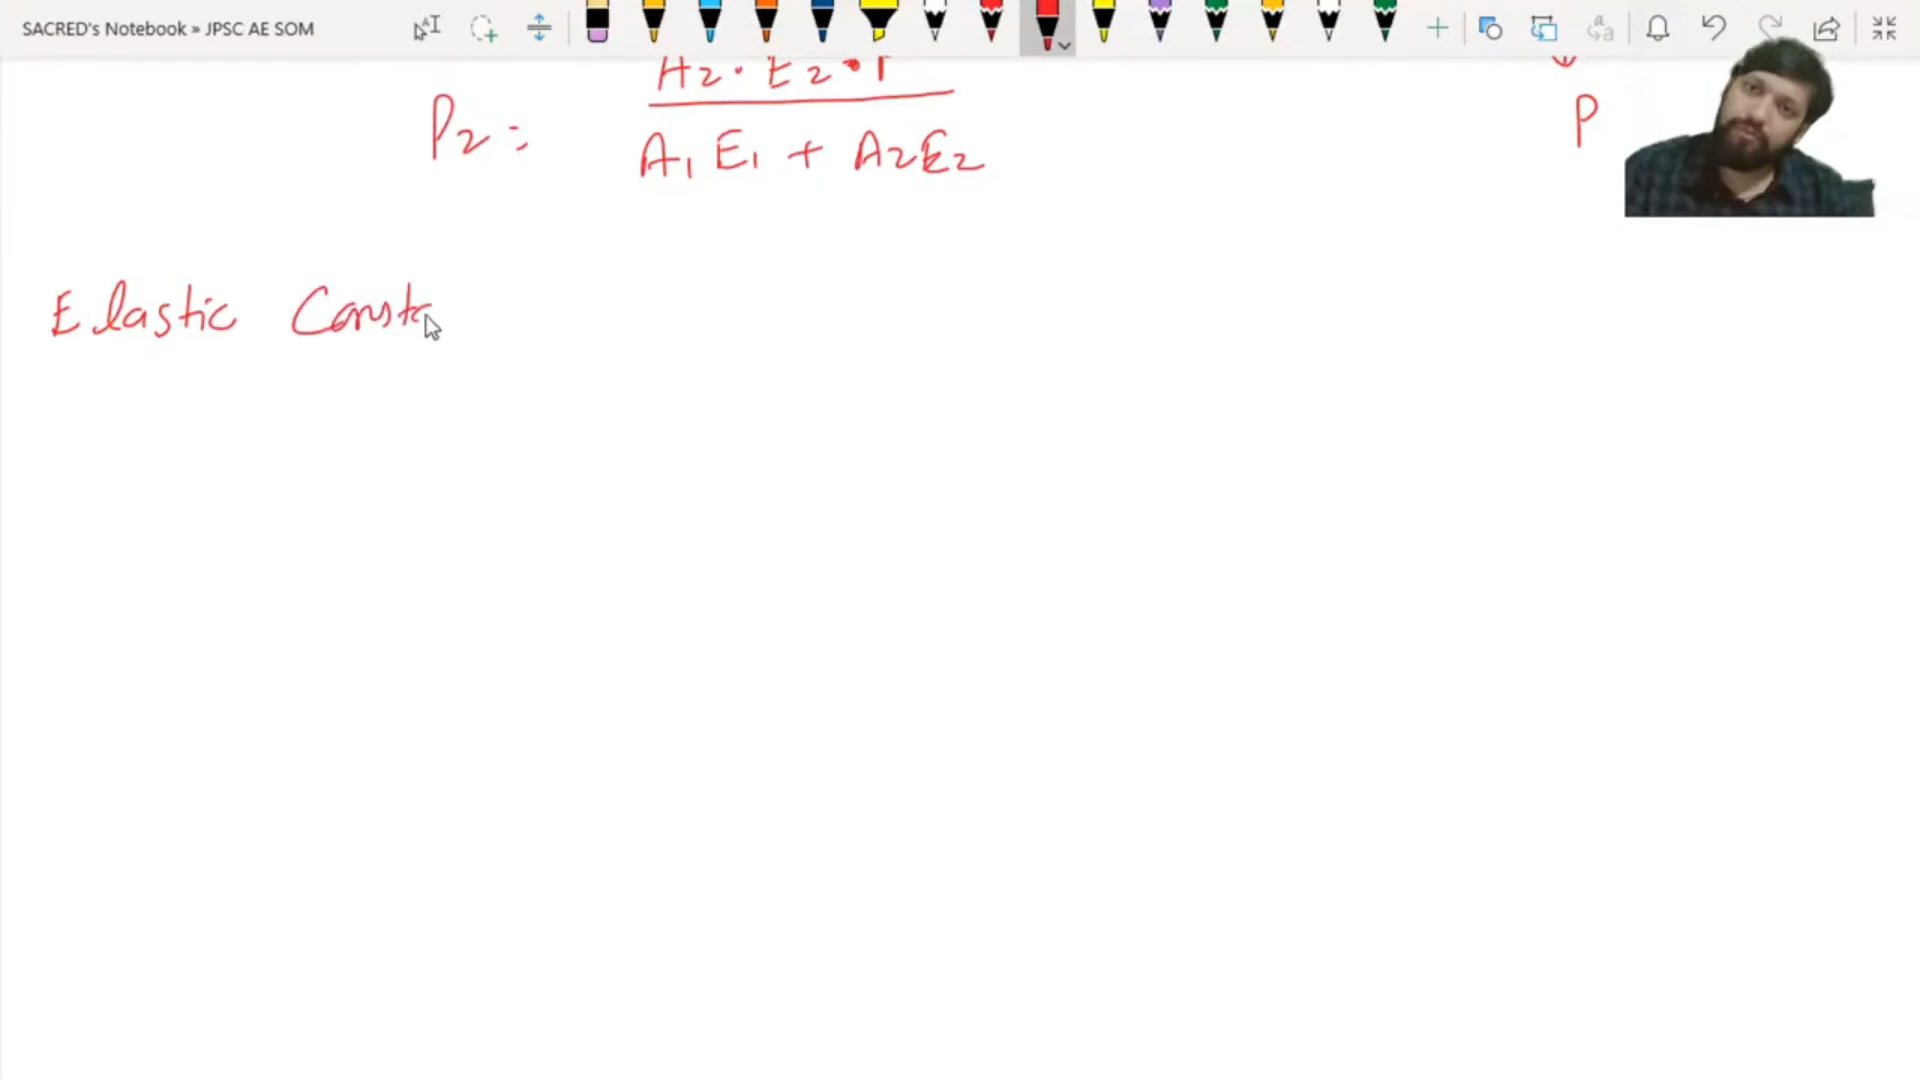 SACRED's Notebook » JPSC AE SOM
A2 · E2 · P
P2 =
A1 E1 + A2E2
P
Elastic Consta